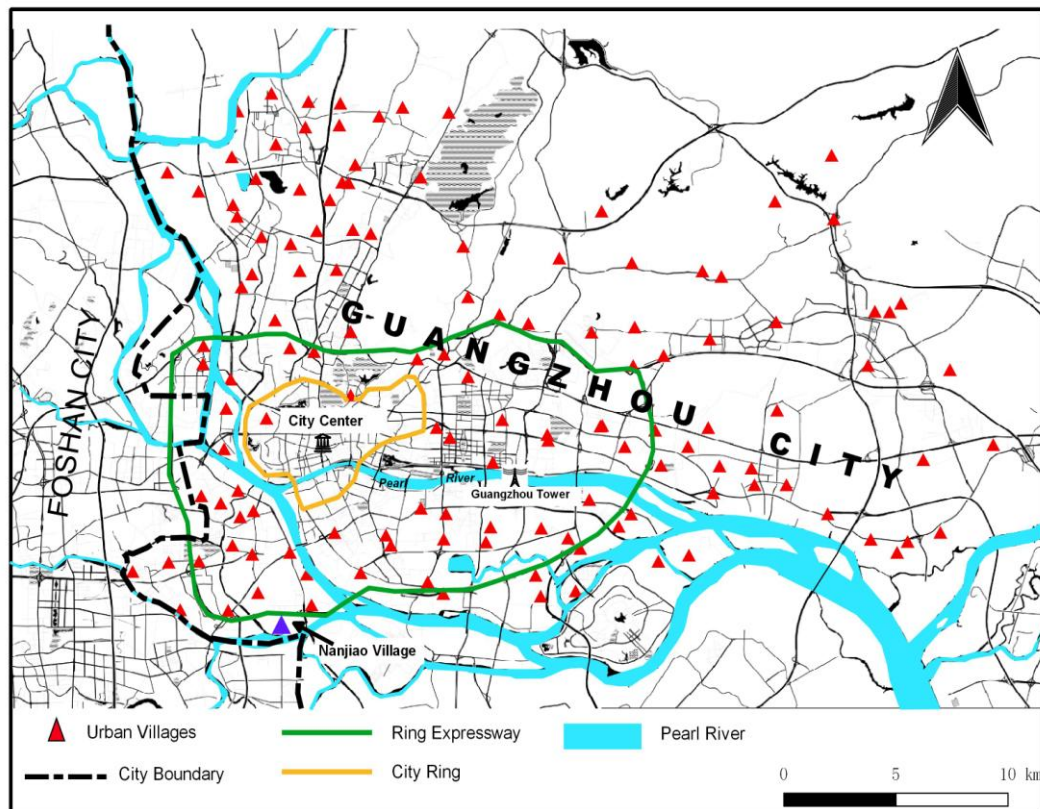 GUANGZHOU CITY
FOSHAN CITY
City Center
Pearl River
Guangzhou Tower
Nanjiao Village
Urban Villages
Ring Expressway
Pearl River
City Boundary
City Ring
0 5 10 km